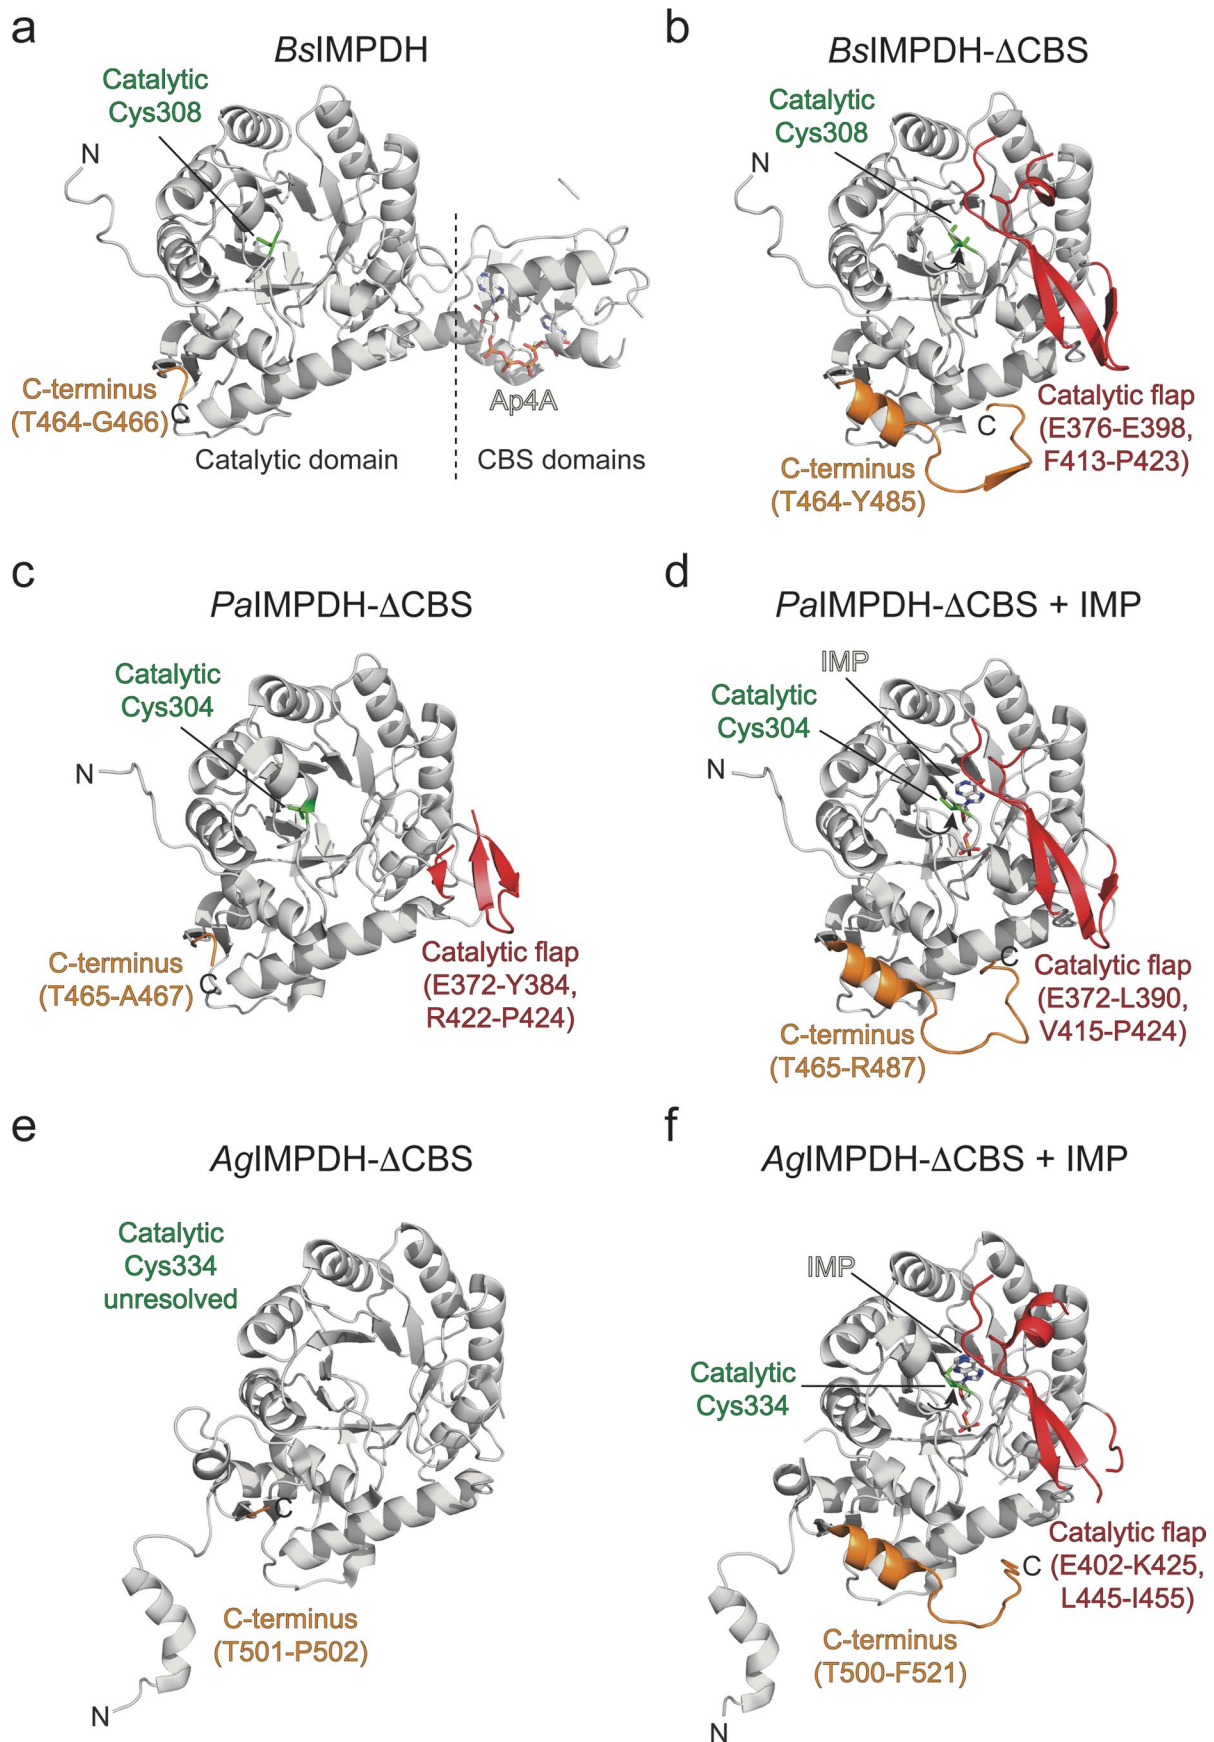 a
BsIMPDH
Catalytic
Cys308
N
C-terminus
(T464-G466)
C
Ap4A
Catalytic domain
CBS domains
b
BsIMPDH-ΔCBS
Catalytic
Cys308
N
C
Catalytic flap
(E376-E398,
F413-P423)
C-terminus
(T464-Y485)
c
PaIMPDH-ΔCBS
Catalytic
Cys304
N
C-terminus
(T465-A467)
C
Catalytic flap
(E372-Y384,
R422-P424)
d
PaIMPDH-ΔCBS + IMP
IMP
Catalytic
Cys304
N
C
Catalytic flap
(E372-L390,
V415-P424)
C-terminus
(T465-R487)
e
AgIMPDH-ΔCBS
Catalytic
Cys334
unresolved
C
C-terminus
(T501-P502)
N
f
AgIMPDH-ΔCBS + IMP
IMP
Catalytic
Cys334
Catalytic flap
C (E402-K425,
L445-I455)
C-terminus
(T500-F521)
N